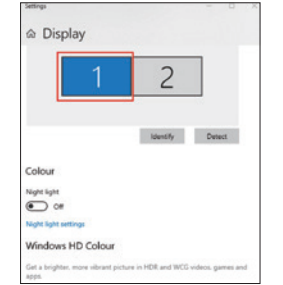 Settings
Display
1
2
Identify
Detect
Colour
Night light
Off
Night light settings
Windows HD Colour
Get a brighter, more vibrant picture in HDR and WCG videos, games and
apps.